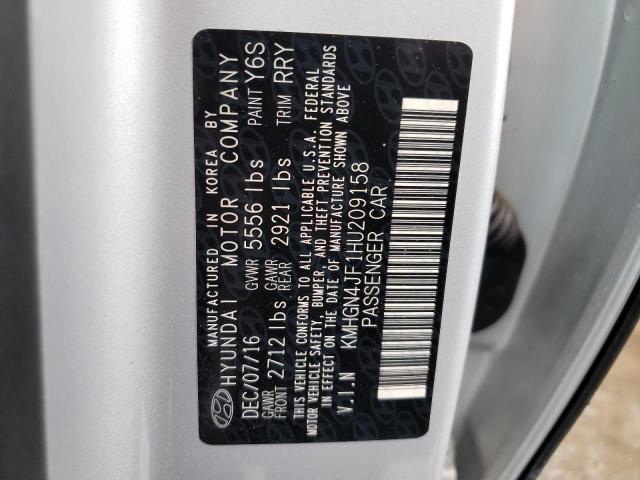 MANUFACTURED IN KOREA BY
HYUNDAI MOTOR COMPANY
DEC/07/16 GVWR 5556 lbs PAINT Y6S
GAWR FRONT 2712 lbs GAWR REAR 2921 lbs TRIM RRY
THIS VEHICLE CONFORMS TO ALL APPLICABLE U.S.A. FEDERAL
MOTOR VEHICLE SAFETY, BUMPER, AND THEFT PREVENTION STANDARDS
IN EFFECT ON THE DATE OF MANUFACTURE SHOWN ABOVE
V.I.N KMHGN4JF1HU209158
PASSENGER CAR